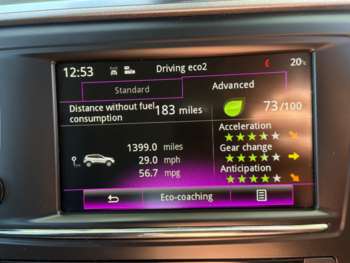 12:53 Driving eco2 20°c
Standard Advanced
Distance without fuel consumption 183 miles 73/100
Acceleration
1399.0 miles Gear change
29.0 mph
56.7 mpg Anticipation
Eco-coaching